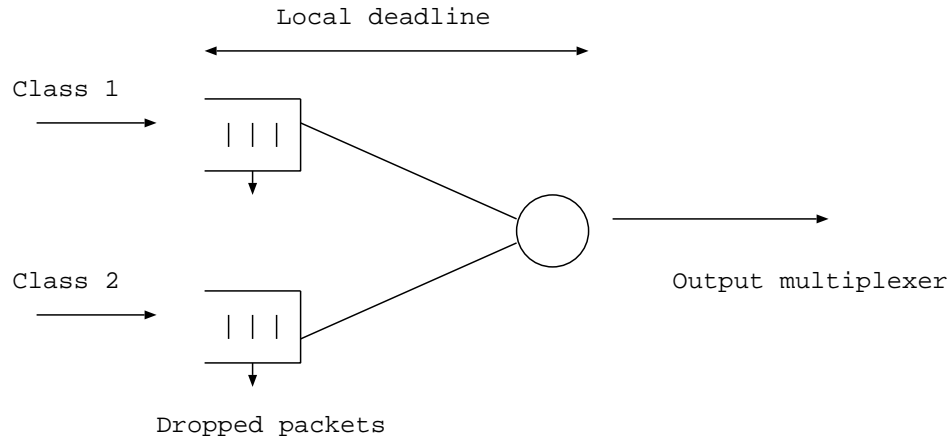 Local deadline
Class 1
Class 2
Output multiplexer
Dropped packets